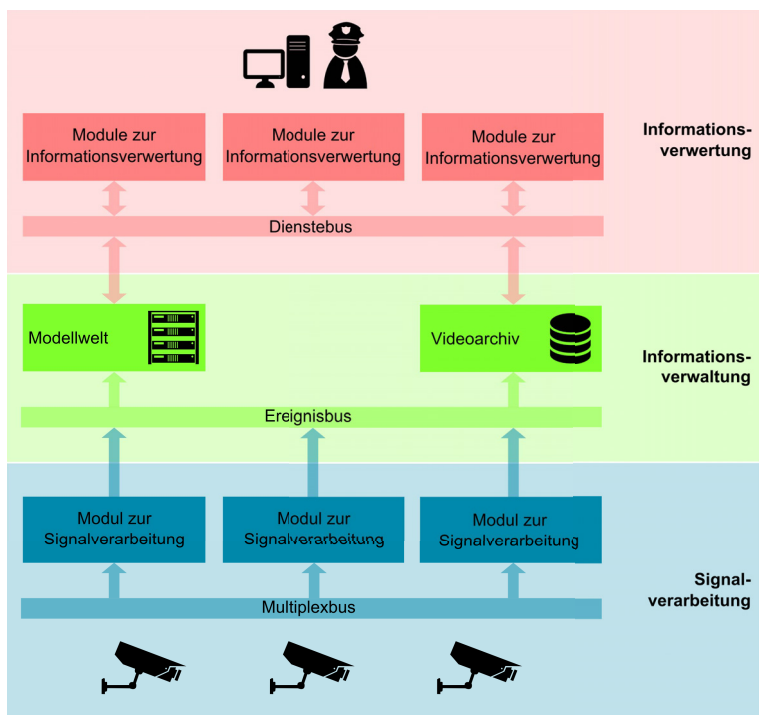 Module zur
Informationsverwertung
Module zur
Informationsverwertung
Module zur
Informationsverwertung
Informations-
verwertung
Dienstebus
Modellwelt
Videoarchiv
Informations-
verwaltung
Ereignisbus
Modul zur
Signalverarbeitung
Modul zur
Signalverarbeitung
Modul zur
Signalverarbeitung
Signal-
verarbeitung
Multiplexbus